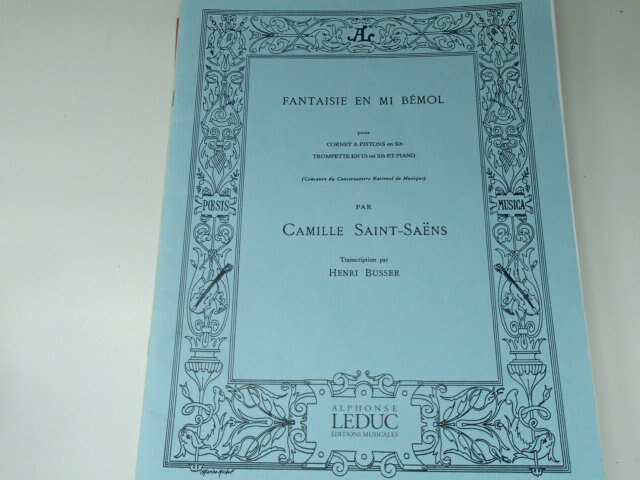 AL
FANTAISIE EN MI BÉMOL
pour
CORNET A PISTONS en Sib
TROMPETTE EN Ut ou Sib ET PIANO
(Concours du Conservatoire National de Musique)
PAR
PŒSIS
MUSICA
CAMILLE SAINT-SAËNS
Transcription par
HENRI BUSSER
ALPHONSE
LEDUC
ÉDITIONS MUSICALES